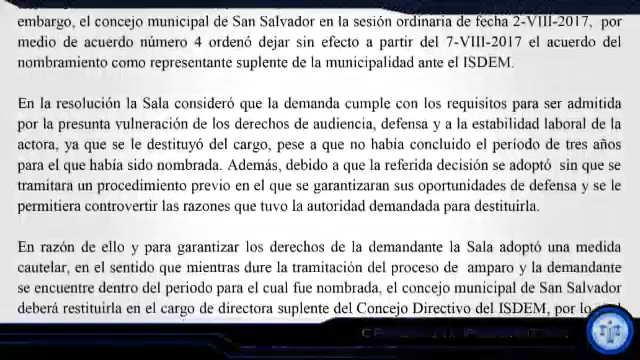 embargo, el concejo municipal de San Salvador en la sesión ordinaria de fecha 2-VIII-2017, por
medio de acuerdo número 4 ordenó dejar sin efecto a partir del 7-VIII-2017 el acuerdo del
nombramiento como representante suplente de la municipalidad ante el ISDEM.
En la resolución la Sala consideró que la demanda cumple con los requisitos para ser admitida
por la presunta vulneración de los derechos de audiencia, defensa y a la estabilidad laboral de la
actora, ya que se le destituyó del cargo, pese a que no había concluido el período de tres años
para el que había sido nombrada. Además, debido a que la referida decisión se adoptó sin que se
tramitara un procedimiento previo en el que se garantizaran sus oportunidades de defensa y se le
permitiera controvertir las razones que tuvo la autoridad demandada para destituirla.
En razón de ello y para garantizar los derechos de la demandante la Sala adoptó una medida
cautelar, en el sentido que mientras dure la tramitación del proceso de amparo y la demandante
se encuentre dentro del periodo para el cual fue nombrada, el concejo municipal de San Salvador
deberá restituirla en el cargo de directora suplente del Concejo Directivo del ISDEM, por lo